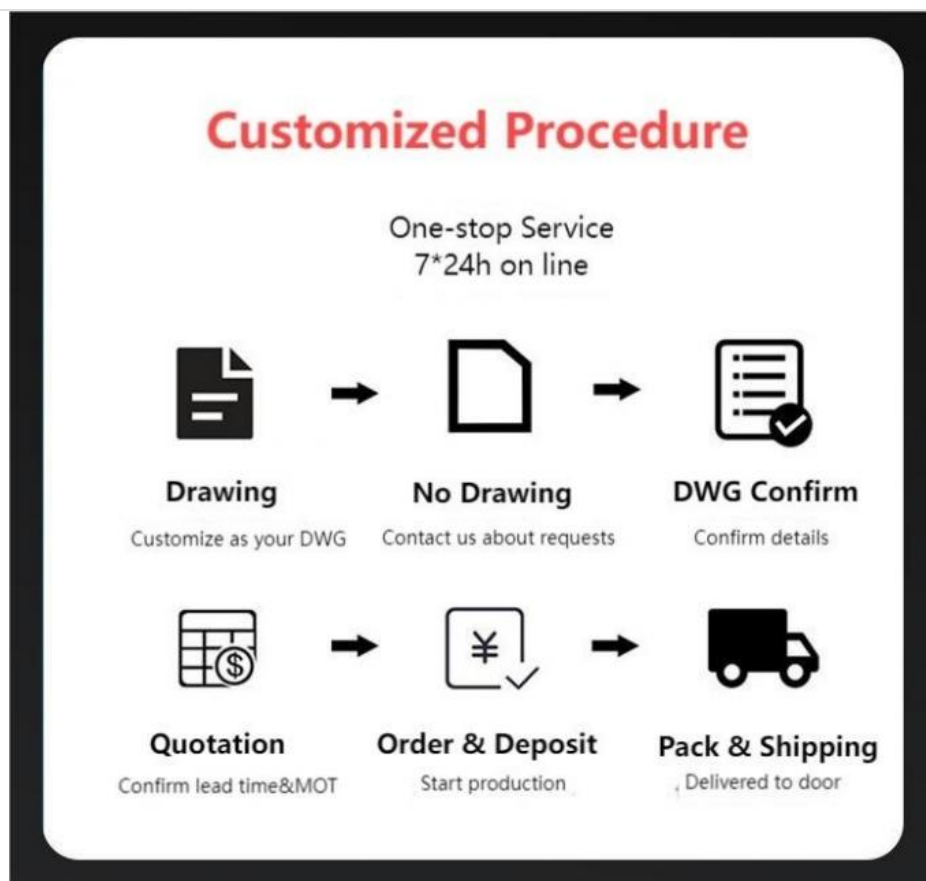 Customized Procedure
One-stop Service
7*24h on line
Drawing
Customize as your DWG
No Drawing
Contact us about requests
DWG Confirm
Confirm details
$
¥
Quotation
Confirm lead time&MOT
Order & Deposit
Start production
Pack & Shipping
Delivered to door